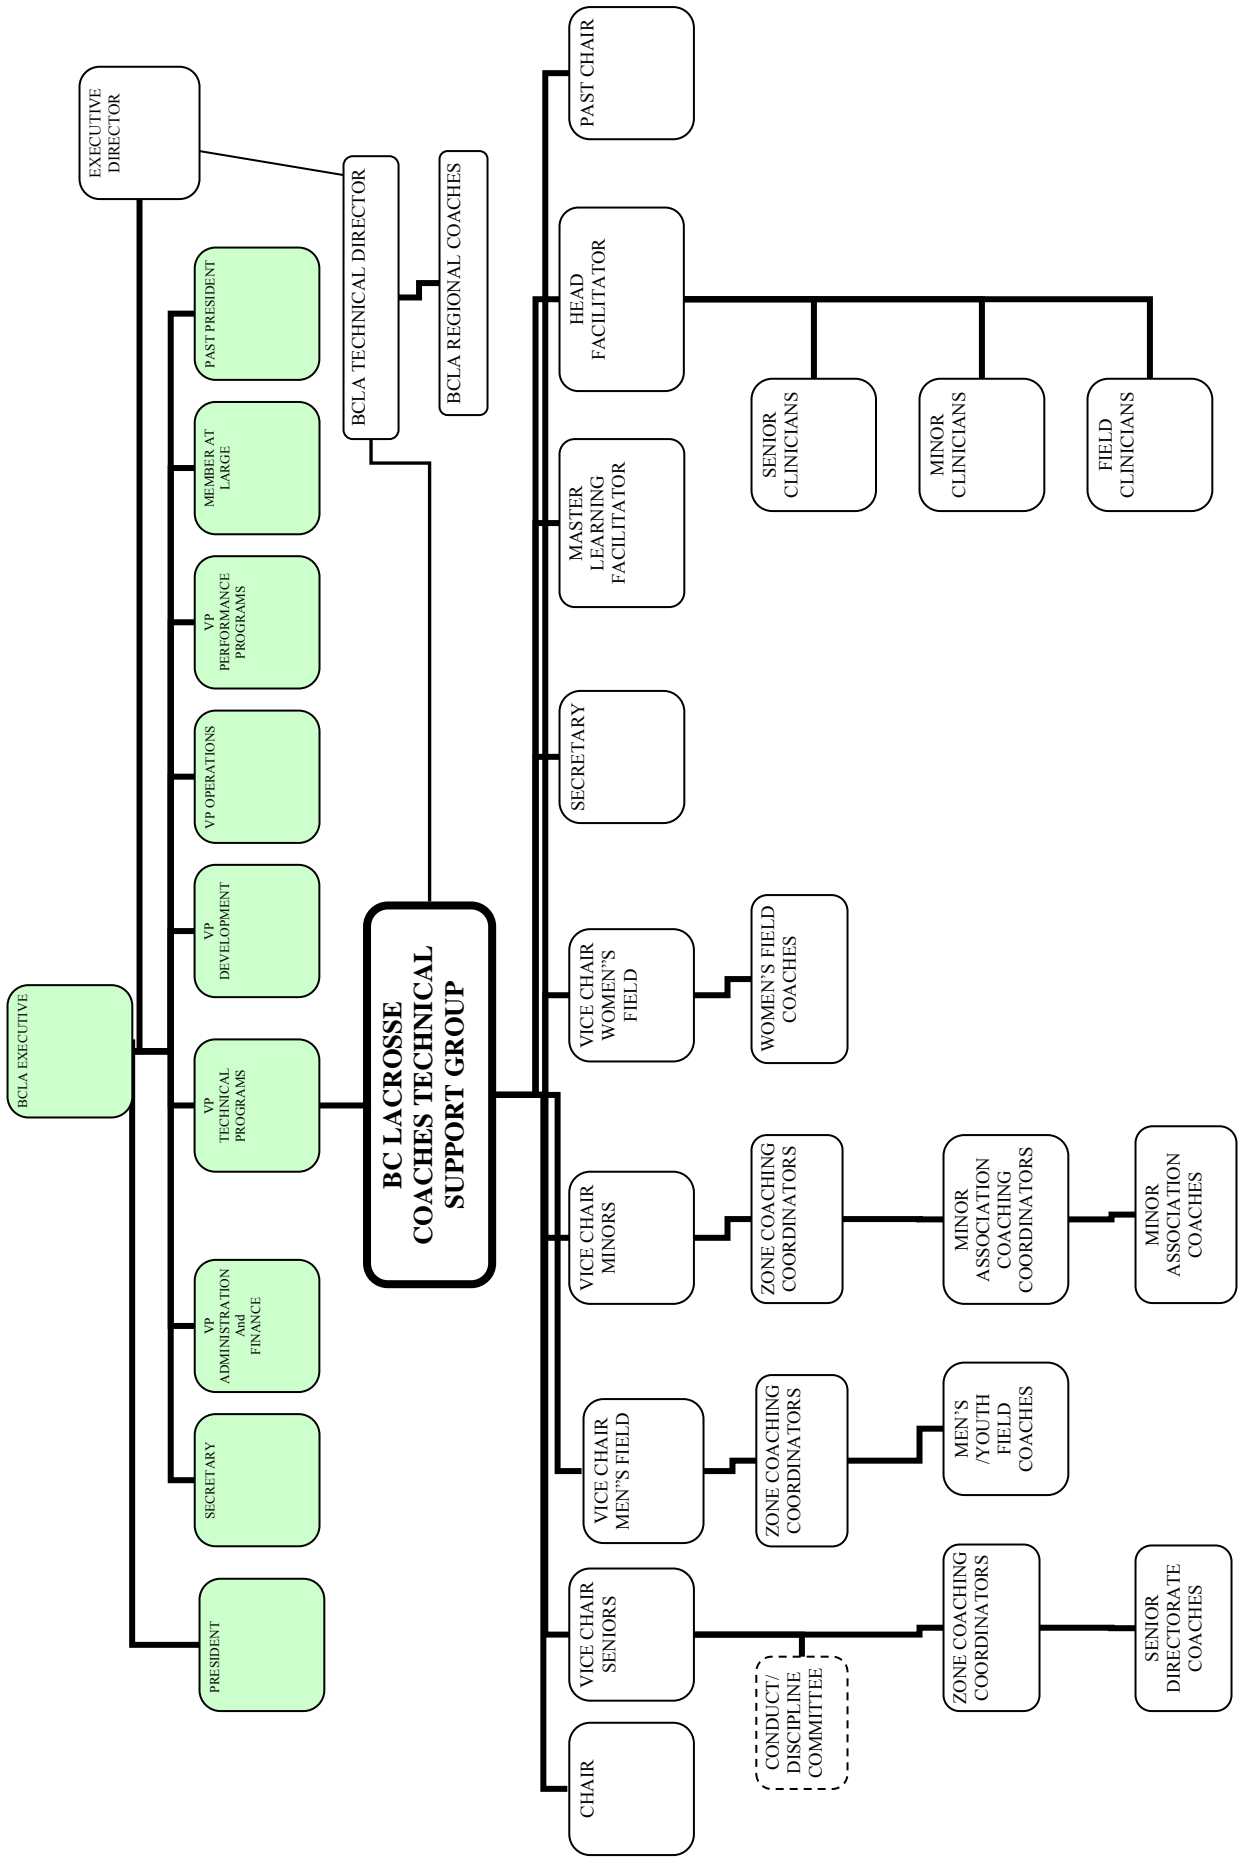 BCLA EXECUTIVE
EXECUTIVE
DIRECTOR
PRESIDENT
SECRETARY
VP
ADMINISTRATION
And
FINANCE
VP
TECHNICAL
PROGRAMS
VP
DEVELOPMENT
VP OPERATIONS
VP
PERFORMANCE
PROGRAMS
MEMBER AT
LARGE
PAST PRESIDENT
BCLA TECHNICAL DIRECTOR
BCLA REGIONAL COACHES
BC LACROSSE
COACHES TECHNICAL
SUPPORT GROUP
CHAIR
VICE CHAIR
SENIORS
VICE CHAIR
MEN"S FIELD
VICE CHAIR
MINORS
VICE CHAIR
WOMEN"S
FIELD
SECRETARY
MASTER
LEARNING
FACILITATOR
HEAD
FACILITATOR
PAST CHAIR
CONDUCT/
DISCIPLINE
COMMITTEE
ZONE COACHING
COORDINATORS
ZONE COACHING
COORDINATORS
WOMEN'S FIELD
COACHES
SENIOR
CLINICIANS
ZONE COACHING
COORDINATORS
MEN'S
/YOUTH
FIELD
COACHES
MINOR
ASSOCIATION
COACHING
COORDINATORS
MINOR
CLINICIANS
SENIOR
DIRECTORATE
COACHES
MINOR
ASSOCIATION
COACHES
FIELD
CLINICIANS